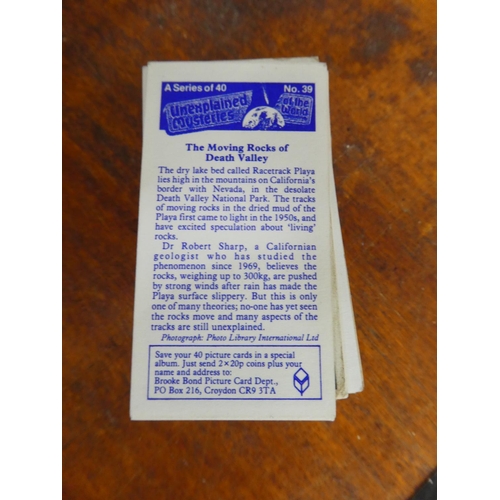 A Series of 40 No. 39
Unexplained Mysteries of the World
The Moving Rocks of
Death Valley
The dry lake bed called Racetrack Playa
lies high in the mountains on California's
border with Nevada, in the desolate
Death Valley National Park. The tracks
of moving rocks in the dried mud of the
Playa first came to light in the 1950s, and
have excited speculation about 'living'
rocks.
Dr Robert Sharp, a Californian
geologist who has studied the
phenomenon since 1969, believes the
rocks, weighing up to 300kg, are pushed
by strong winds after rain has made the
Playa surface slippery. But this is only
one of many theories; no-one has yet seen
the rocks move and many aspects of the
tracks are still unexplained.
Photograph: Photo Library International Ltd
Save your 40 picture cards in a special
album. Just send 2×20p coins plus your
name and address to:
Brooke Bond Picture Card Dept.,
PO Box 216, Croydon CR9 3TA